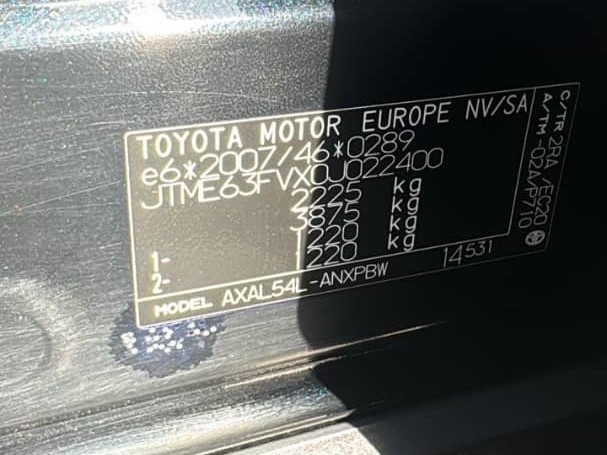 TOYOTA MOTOR EUROPE NV/SA
e6*2007/46*0289
JTME63FVX0J022400
2225 kg
3875 kg
1- 1220 kg
2- 1220 kg
MODEL AXAL54L-ANXPBW 14531
C/TR 2RA /EC20
A/TM -02A/P710